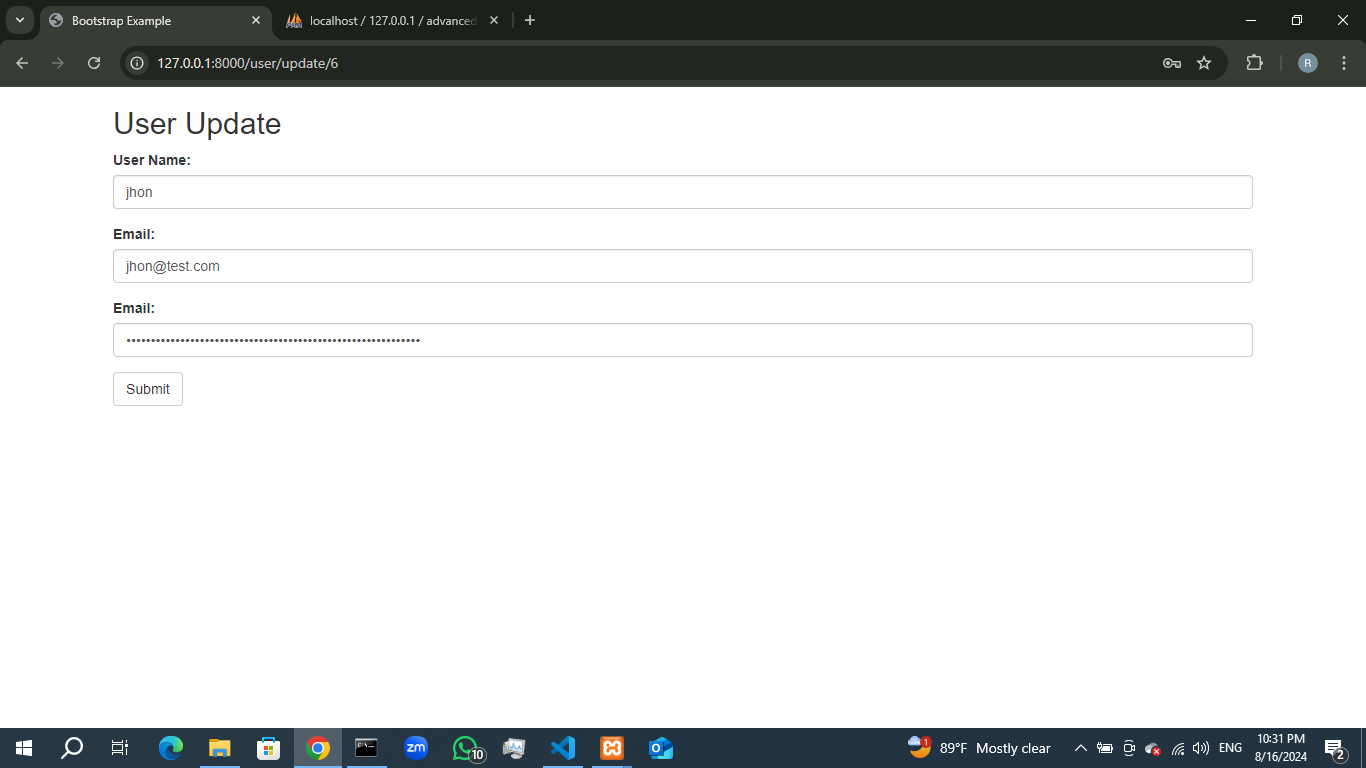 Bootstrap Example
localhost / 127.0.0.1 / advanced
127.0.0.1:8000/user/update/6
R
User Update
User Name:
jhon
Email:
jhon@test.com
Email:
••••••••••••••••••••••••••••••••••••••••••••••••••••••••••••
Submit
zm
10
1
89°F Mostly clear
ENG
10:31 PM
8/16/2024
2